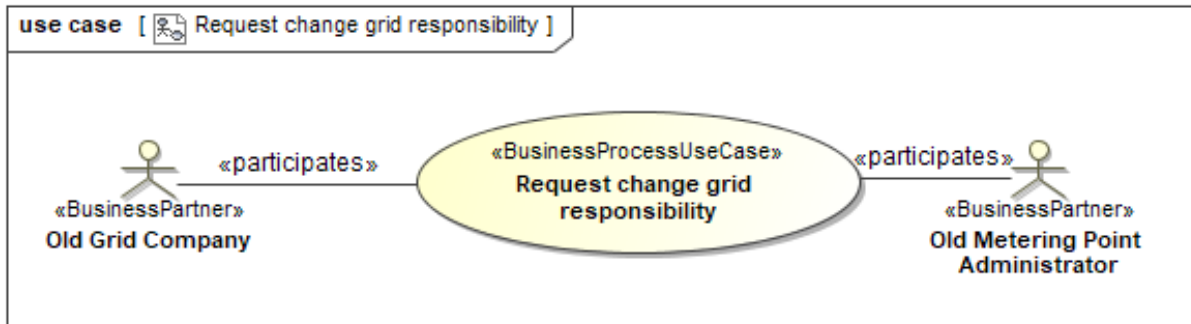 use case [ Request change grid responsibility ]
«participates»
«BusinessProcessUseCase»
Request change grid
responsibility
«participates»
«BusinessPartner»
Old Grid Company
«BusinessPartner»
Old Metering Point
Administrator